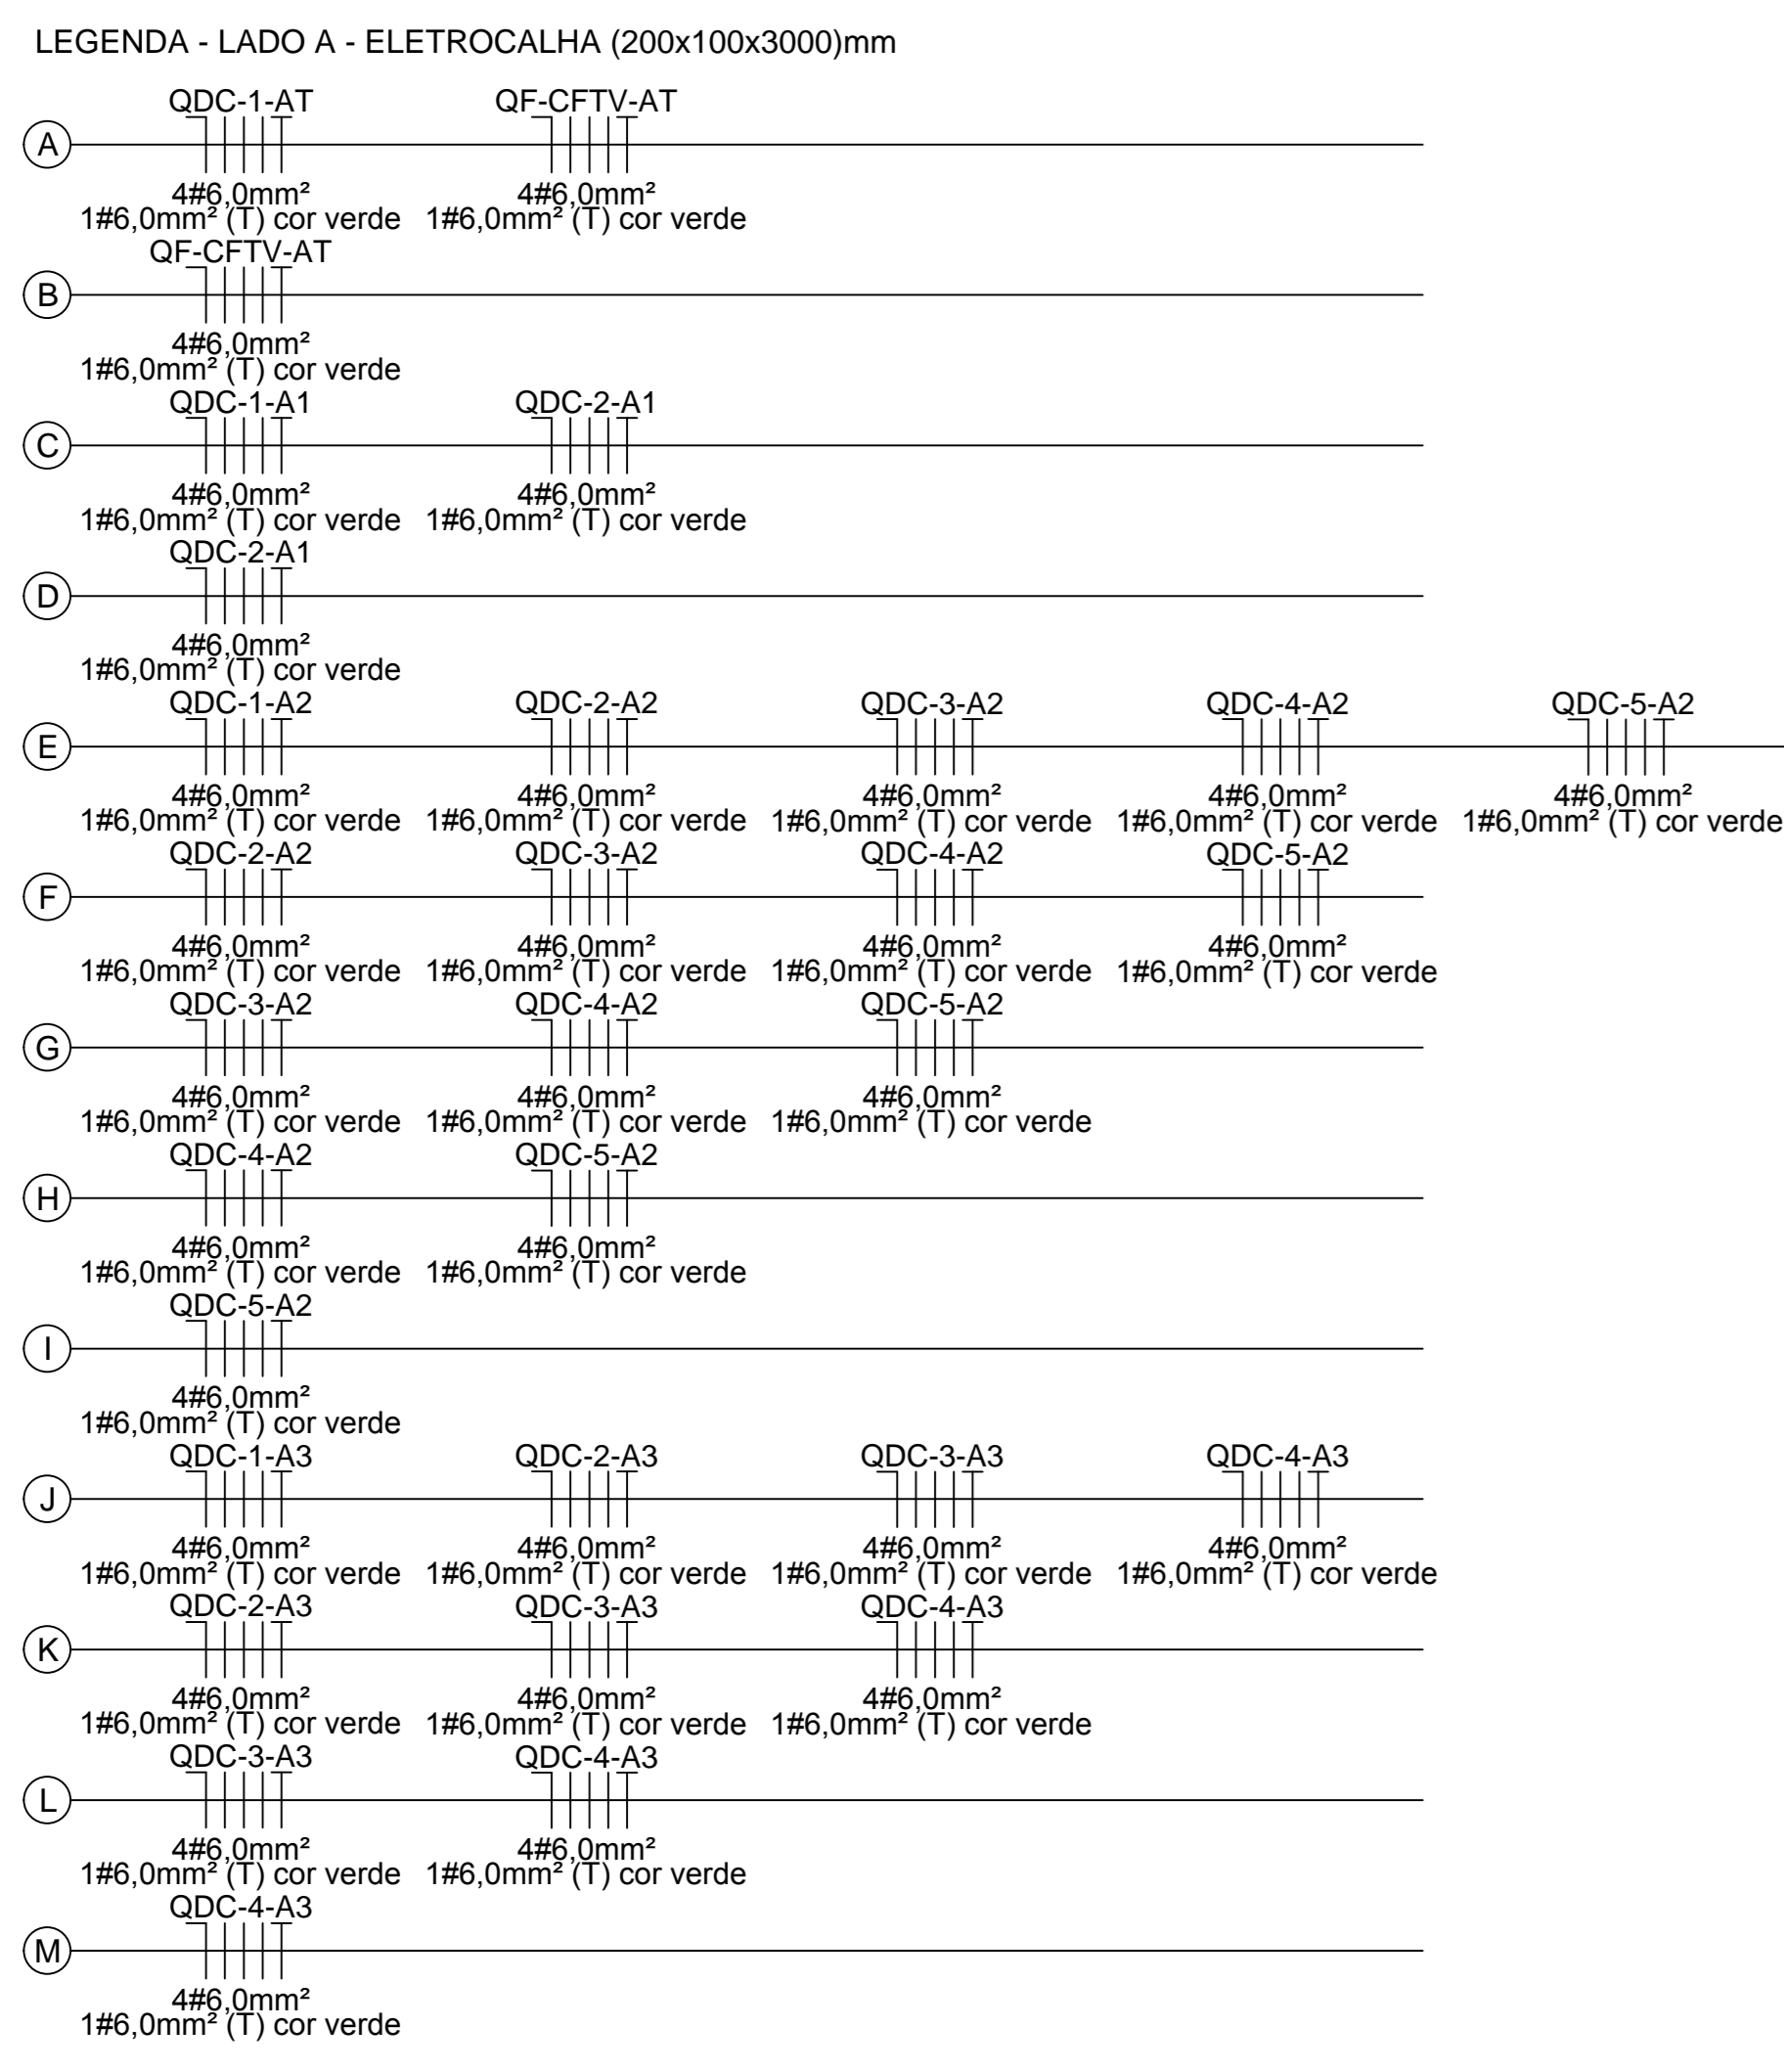 LEGENDA - LADO A - ELETROCALHA (200x100x3000)mm
QDC-1-AT QF-CFTV-AT
A
4#6,0mm² 4#6,0mm²
1#6,0mm² (T) cor verde 1#6,0mm² (T) cor verde
QF-CFTV-AT
B
4#6,0mm²
1#6,0mm² (T) cor verde
QDC-1-A1 QDC-2-A1
C
4#6,0mm² 4#6,0mm²
1#6,0mm² (T) cor verde 1#6,0mm² (T) cor verde
QDC-2-A1
D
4#6,0mm²
1#6,0mm² (T) cor verde
QDC-1-A2 QDC-2-A2 QDC-3-A2 QDC-4-A2 QDC-5-A2
E
4#6,0mm² 4#6,0mm² 4#6,0mm² 4#6,0mm² 4#6,0mm²
1#6,0mm² (T) cor verde 1#6,0mm² (T) cor verde 1#6,0mm² (T) cor verde 1#6,0mm² (T) cor verde 1#6,0mm² (T) cor verde
QDC-2-A2 QDC-3-A2 QDC-4-A2 QDC-5-A2
F
4#6,0mm² 4#6,0mm² 4#6,0mm² 4#6,0mm²
1#6,0mm² (T) cor verde 1#6,0mm² (T) cor verde 1#6,0mm² (T) cor verde 1#6,0mm² (T) cor verde
QDC-3-A2 QDC-4-A2 QDC-5-A2
G
4#6,0mm² 4#6,0mm² 4#6,0mm²
1#6,0mm² (T) cor verde 1#6,0mm² (T) cor verde 1#6,0mm² (T) cor verde
QDC-4-A2 QDC-5-A2
H
4#6,0mm² 4#6,0mm²
1#6,0mm² (T) cor verde 1#6,0mm² (T) cor verde
QDC-5-A2
I
4#6,0mm²
1#6,0mm² (T) cor verde
QDC-1-A3 QDC-2-A3 QDC-3-A3 QDC-4-A3
J
4#6,0mm² 4#6,0mm² 4#6,0mm² 4#6,0mm²
1#6,0mm² (T) cor verde 1#6,0mm² (T) cor verde 1#6,0mm² (T) cor verde 1#6,0mm² (T) cor verde
QDC-2-A3 QDC-3-A3 QDC-4-A3
K
4#6,0mm² 4#6,0mm² 4#6,0mm²
1#6,0mm² (T) cor verde 1#6,0mm² (T) cor verde 1#6,0mm² (T) cor verde
QDC-3-A3 QDC-4-A3
L
4#6,0mm² 4#6,0mm²
1#6,0mm² (T) cor verde 1#6,0mm² (T) cor verde
QDC-4-A3
M
4#6,0mm²
1#6,0mm² (T) cor verde